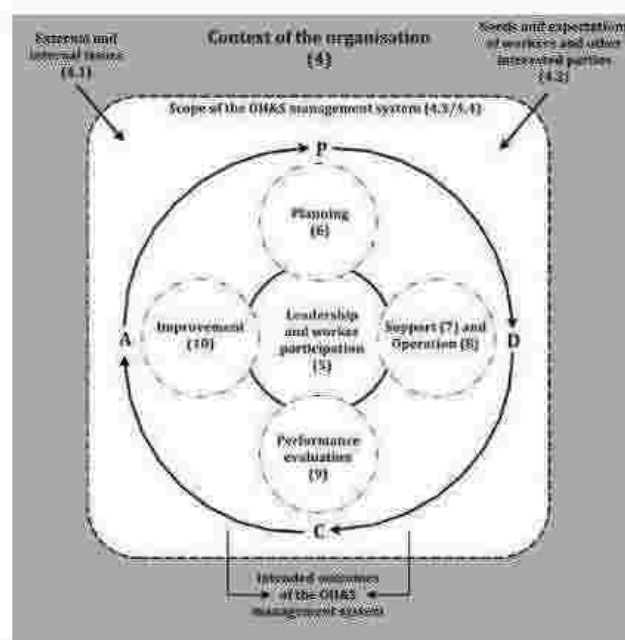 External and
internal issues
(4.1)
Context of the organisation
(4)
Needs and expectations
of workers and other
interested parties
(4.2)
Scope of the OH&S management system (4.3/4.4)
P
Planning
(6)
A
Improvement
(10)
Leadership
and worker
participation
(5)
Support (7) and
Operation (8)
D
Performance
evaluation
(9)
C
Intended outcomes
of the OH&S
management system